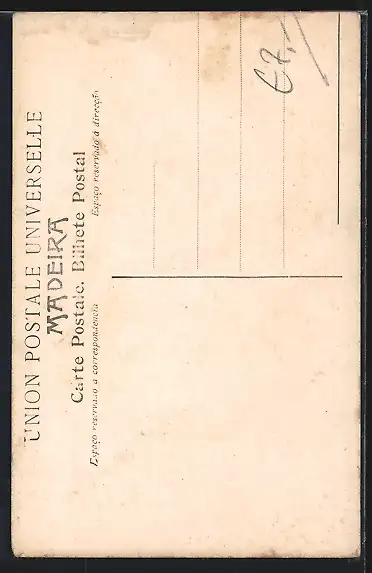 UNION POSTALE UNIVERSELLE
MADEIRA
Carte Postale. Bilhete Postal
Espaço reservado a correspondencia
Espaço reservado á direcção